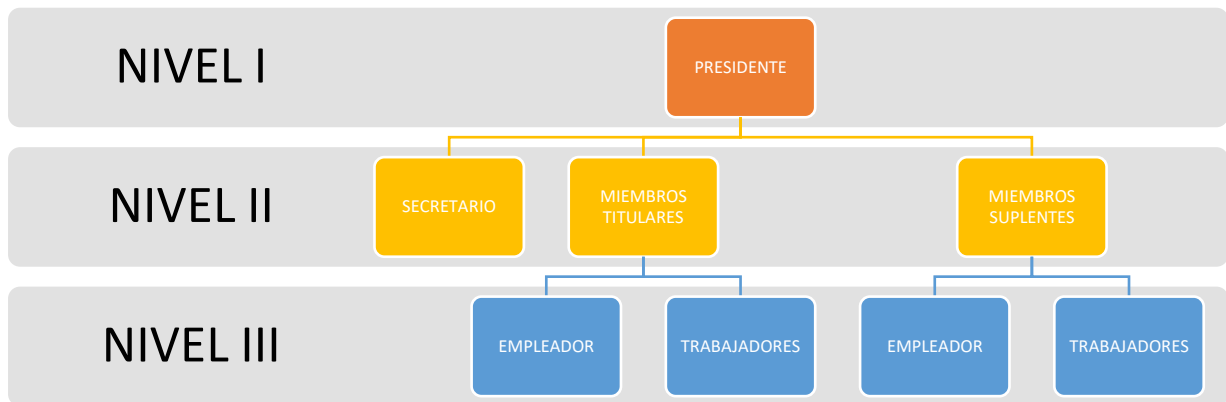 NIVEL I
PRESIDENTE
NIVEL II
SECRETARIO
MIEMBROS
TITULARES
MIEMBROS
SUPLENTES
NIVEL III
EMPLEADOR
TRABAJADORES
EMPLEADOR
TRABAJADORES